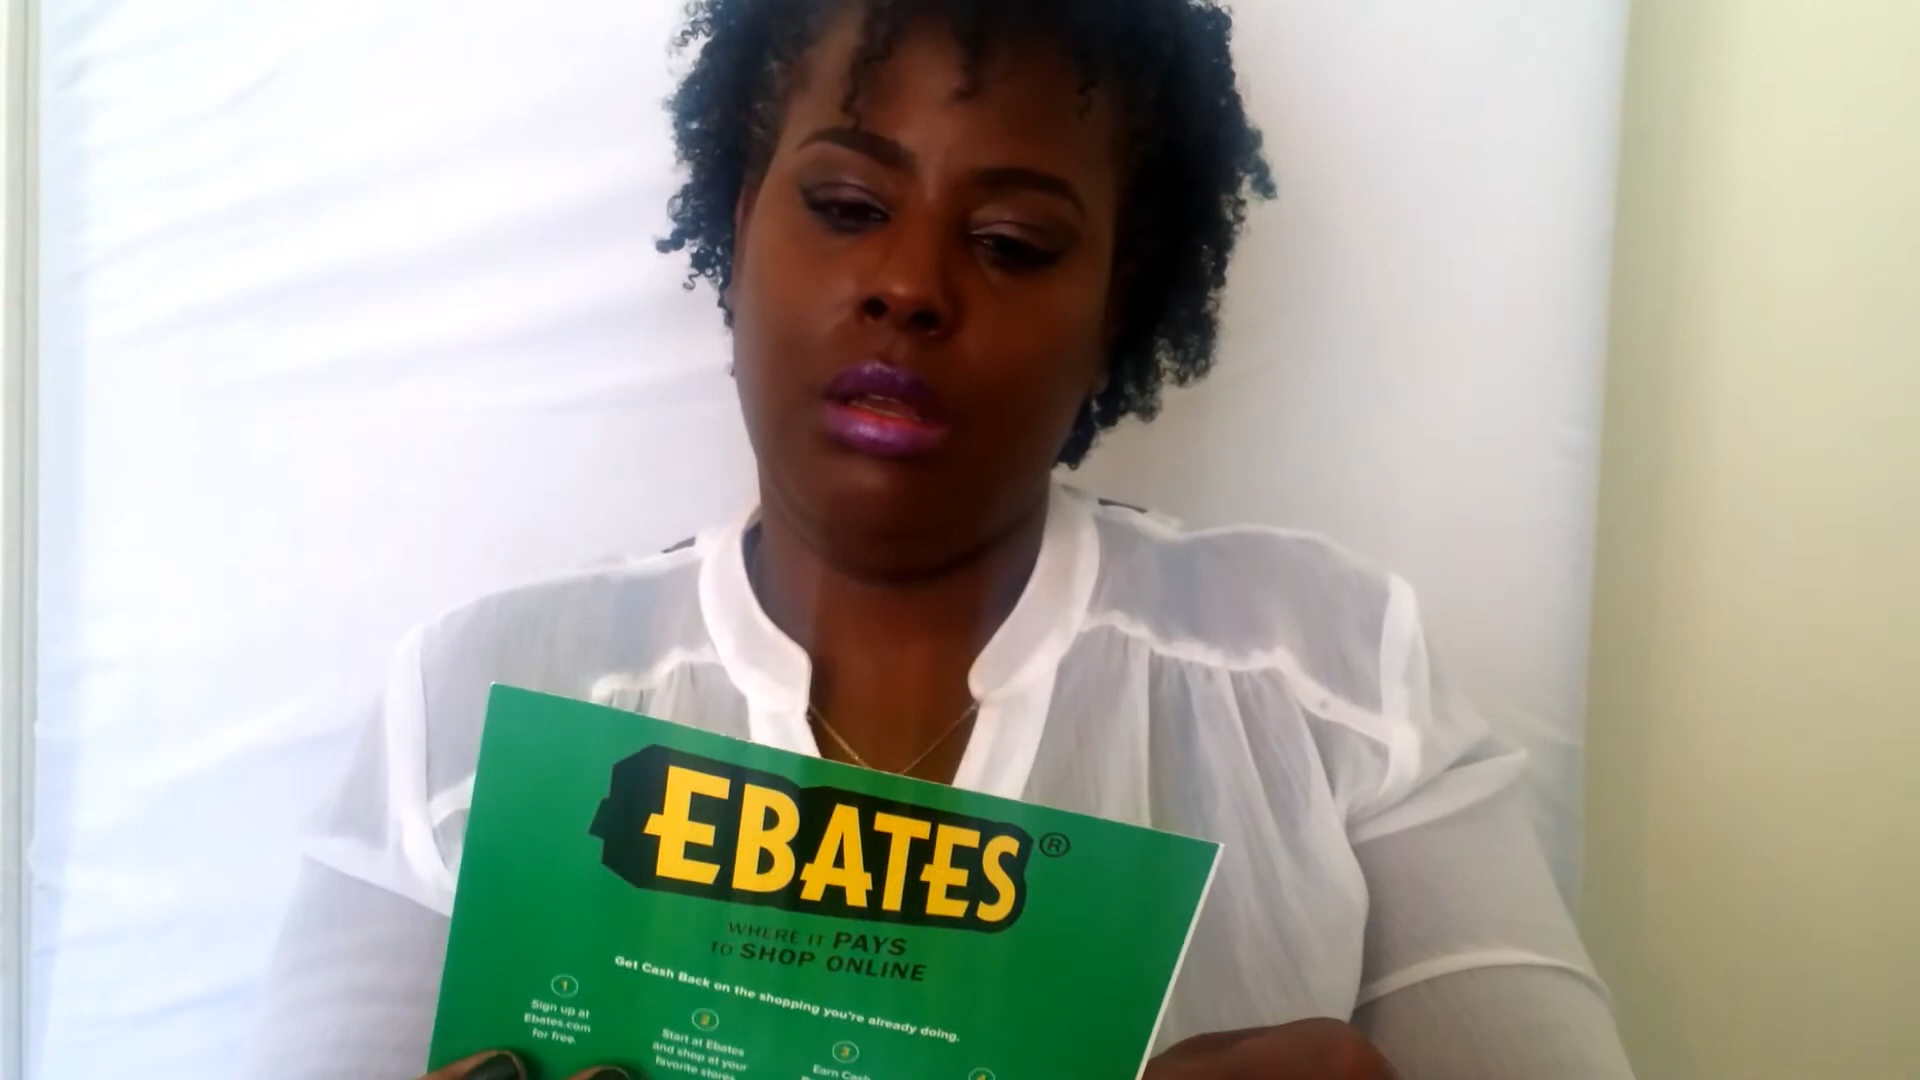 EBATES®
WHERE IT PAYS
TO SHOP ONLINE
Get Cash Back on the shopping you're already doing.
1
Sign up at
Ebates.com
for free.
2
Start at Ebates
and shop at your
favorite stores
3
Earn Cash
4